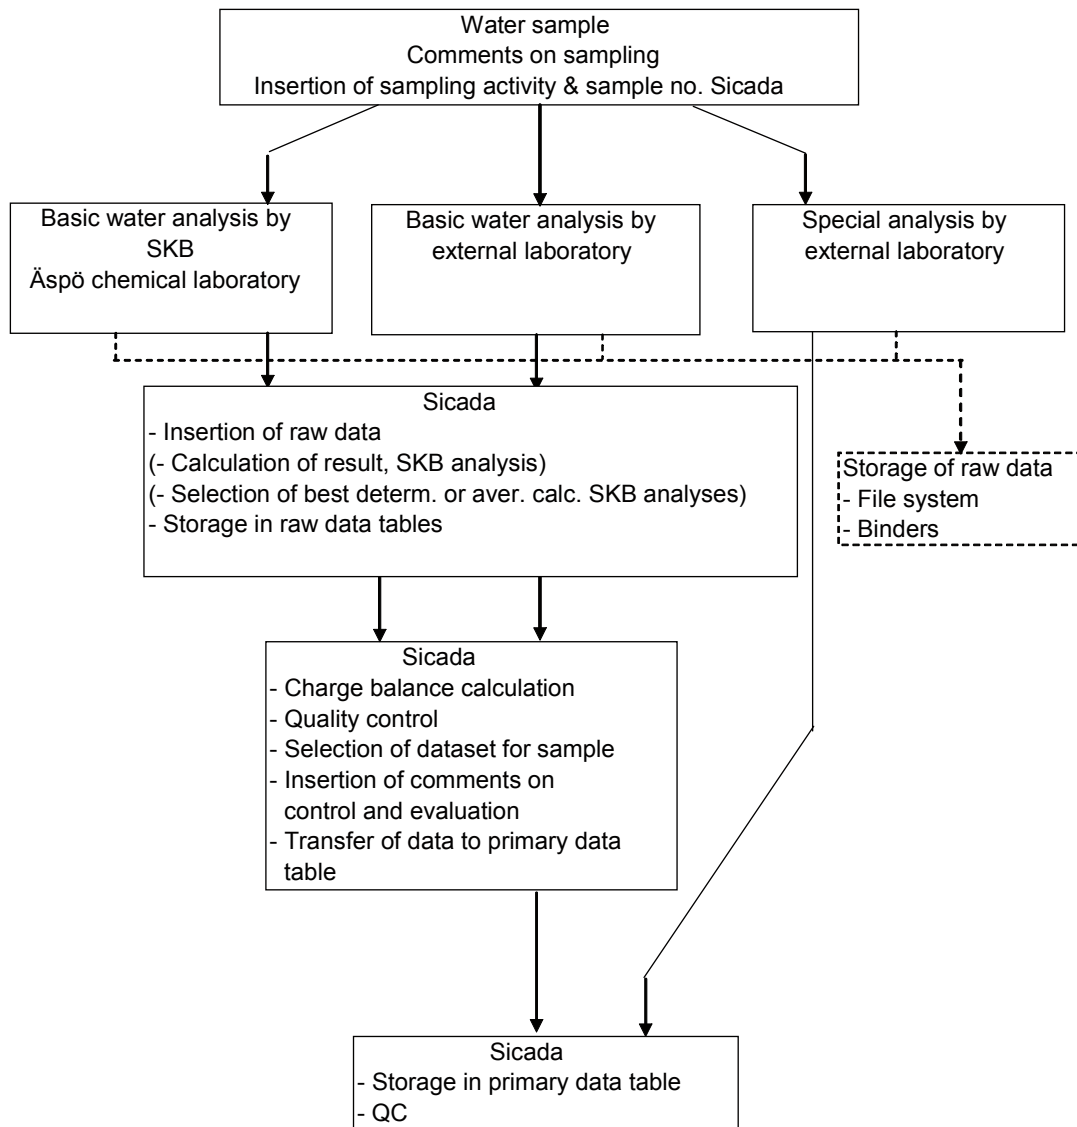 Water sample
Comments on sampling
Insertion of sampling activity & sample no. Sicada
Basic water analysis by
SKB
Äspö chemical laboratory
Basic water analysis by
external laboratory
Special analysis by
external laboratory
Sicada
- Insertion of raw data
(- Calculation of result, SKB analysis)
(- Selection of best determ. or aver. calc. SKB analyses)
- Storage in raw data tables
Storage of raw data
- File system
- Binders
Sicada
- Charge balance calculation
- Quality control
- Selection of dataset for sample
- Insertion of comments on
control and evaluation
- Transfer of data to primary data
table
Sicada
- Storage in primary data table
- QC